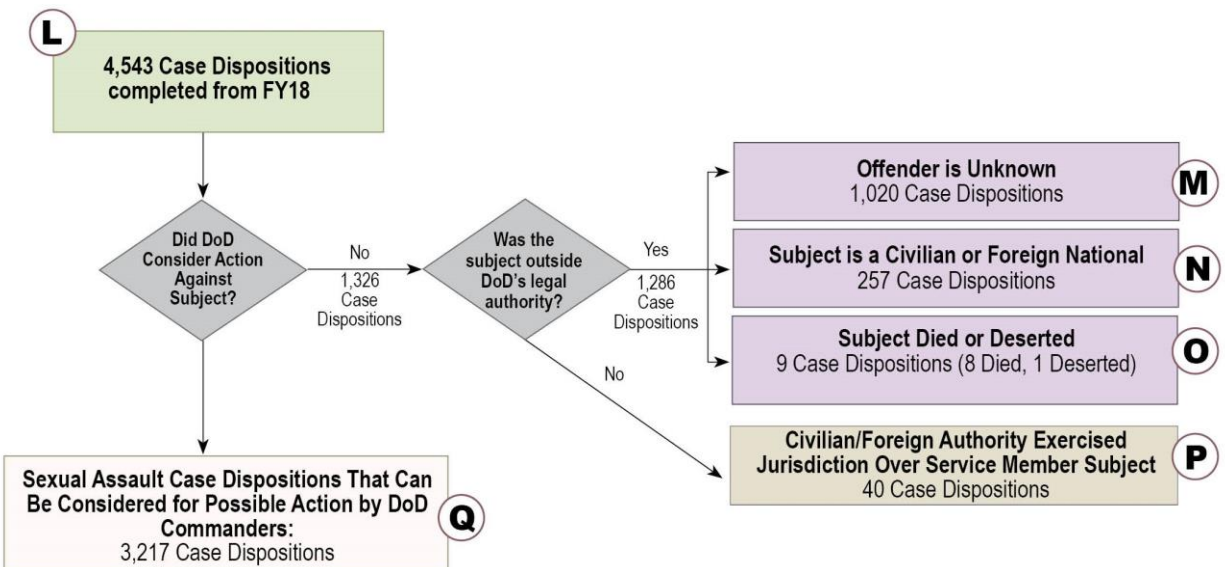 L
4,543 Case Dispositions
completed from FY18
Did DoD
Consider Action
Against
Subject?
No
1,326
Case
Dispositions
Was the
subject outside
DoD's legal
authority?
Yes
1,286
Case
Dispositions
Offender is Unknown
1,020 Case Dispositions
M
Subject is a Civilian or Foreign National
257 Case Dispositions
N
Subject Died or Deserted
9 Case Dispositions (8 Died, 1 Deserted)
O
No
Civilian/Foreign Authority Exercised
Jurisdiction Over Service Member Subject
40 Case Dispositions
P
Sexual Assault Case Dispositions That Can
Be Considered for Possible Action by DoD
Commanders:
3,217 Case Dispositions
Q